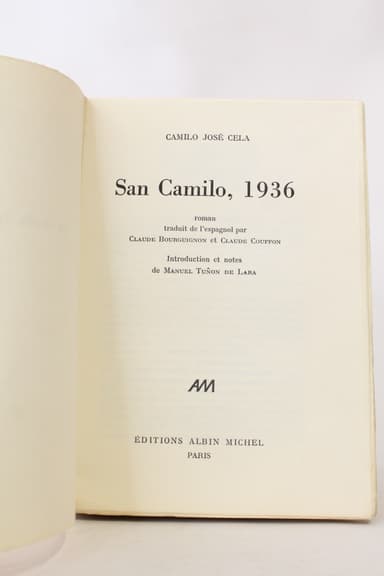 CAMILO JOSÉ CELA
San Camilo, 1936
roman
traduit de l'espagnol par
CLAUDE BOURGUIGNON et CLAUDE COUFFON
Introduction et notes
de MANUEL TUÑON DE LARA
AM
ÉDITIONS ALBIN MICHEL
PARIS